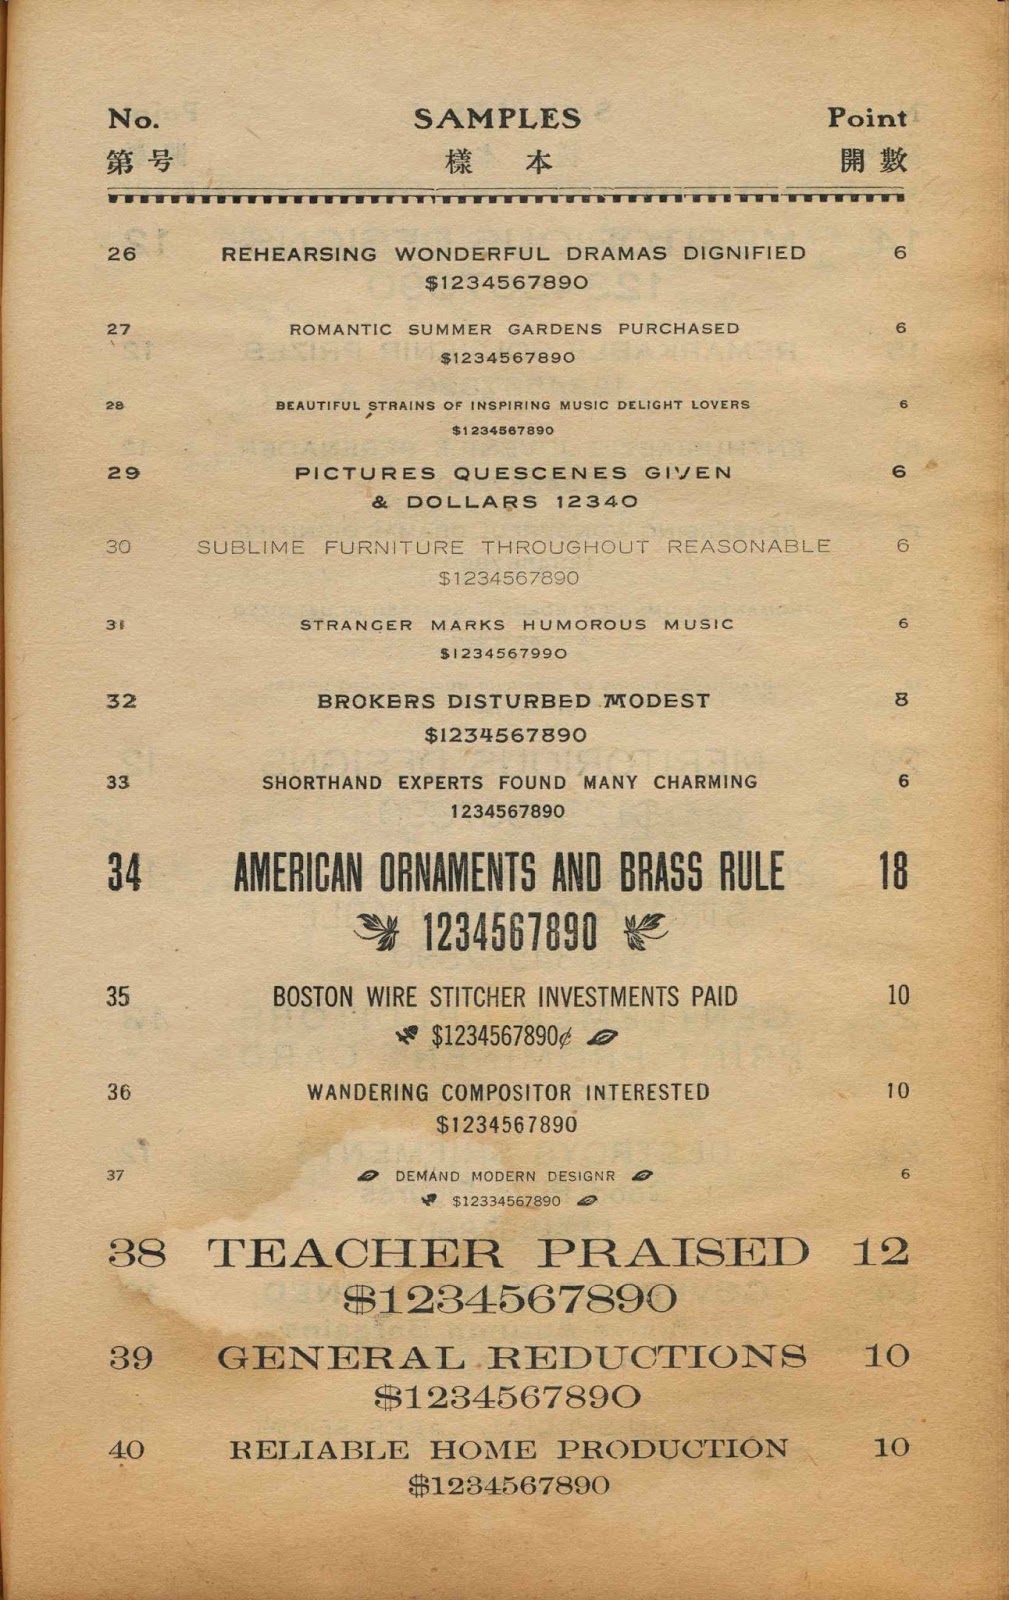 No. SAMPLES Point
第号 樣本 開數
26 REHEARSING WONDERFUL DRAMAS DIGNIFIED 6
$1234567890
27 ROMANTIC SUMMER GARDENS PURCHASED 6
$1234567890
28 BEAUTIFUL STRAINS OF INSPIRING MUSIC DELIGHT LOVERS 6
$1234567890
29 PICTURES QUESCENES GIVEN 6
& DOLLARS 12340
30 SUBLIME FURNITURE THROUGHOUT REASONABLE 6
$1234567890
31 STRANGER MARKS HUMOROUS MUSIC 6
$1234567990
32 BROKERS DISTURBED MODEST 8
$1234567890
33 SHORTHAND EXPERTS FOUND MANY CHARMING 6
1234567890
34 AMERICAN ORNAMENTS AND BRASS RULE 18
1234567890
35 BOSTON WIRE STITCHER INVESTMENTS PAID 10
$1234567890¢
36 WANDERING COMPOSITOR INTERESTED 10
$1234567890
37 DEMAND MODERN DESIGNR 6
$12334567890
38 TEACHER PRAISED 12
$1234567890
39 GENERAL REDUCTIONS 10
$1234567890
40 RELIABLE HOME PRODUCTION 10
$1234567890